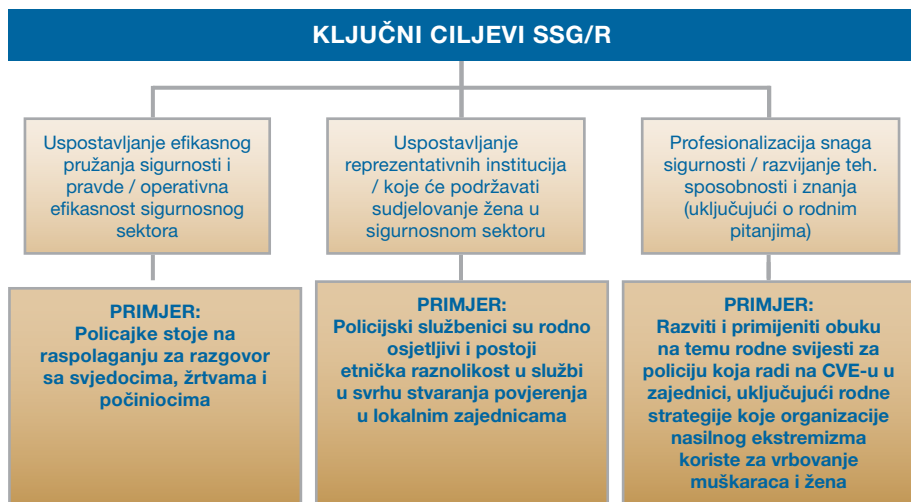 KLJUČNI CILJEVI SSG/R
Uspostavljanje efikasnog
pružanja sigurnosti i
pravde / operativna
efikasnost sigurnosnog
sektora
Uspostavljanje
reprezentativnih institucija
/ koje će podržavati
sudjelovanje žena u
sigurnosnom sektoru
Profesionalizacija snaga
sigurnosti / razvijanje teh.
sposobnosti i znanja
(uključujući o rodnim
pitanjima)
PRIMJER:
Policajke stoje na
raspolaganju za razgovor
sa svjedocima, žrtvama i
počiniocima
PRIMJER:
Policijski službenici su rodno
osjetljivi i postoji
etnička raznolikost u službi
u svrhu stvaranja povjerenja
u lokalnim zajednicama
PRIMJER:
Razviti i primijeniti obuku
na temu rodne svijesti za
policiju koja radi na CVE-u u
zajednici, uključujući rodne
strategije koje organizacije
nasilnog ekstremizma
koriste za vrbovanje
muškaraca i žena